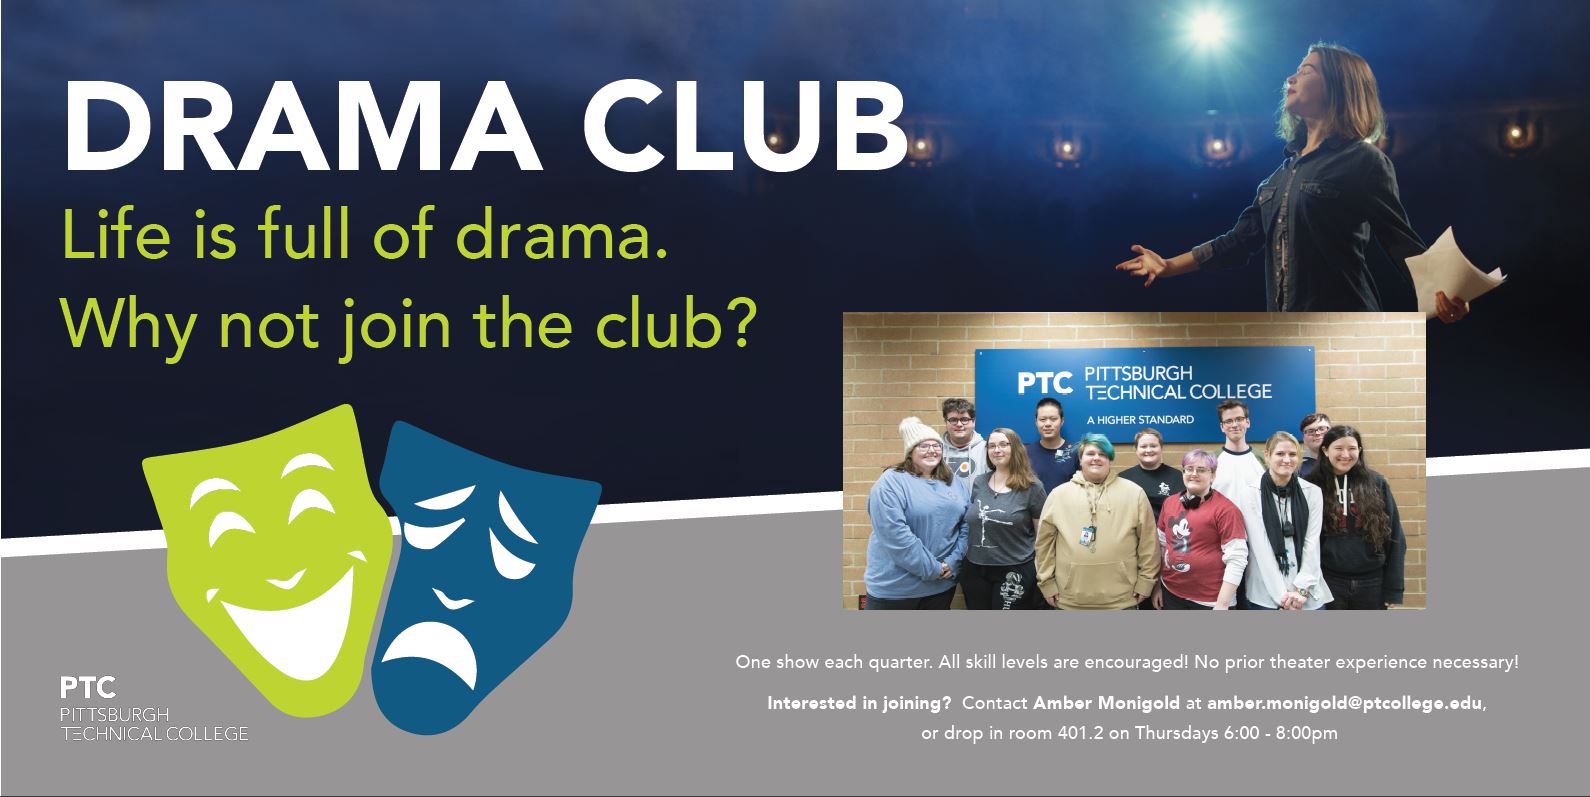 DRAMA CLUB
Life is full of drama.
Why not join the club?
PTC PITTSBURGH
TECHNICAL COLLEGE
A HIGHER STANDARD
One show each quarter. All skill levels are encouraged! No prior theater experience necessary!
Interested in joining? Contact Amber Monigold at amber.monigold@ptcollege.edu,
or drop in room 401.2 on Thursdays 6:00 - 8:00pm
PTC
PITTSBURGH
TECHNICAL COLLEGE